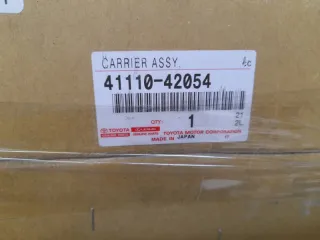 CARRIER ASSY
41110-42054
QTY. 1
TOYOTA
TOYOTA MOTOR CORPORATION
MADE IN JAPAN